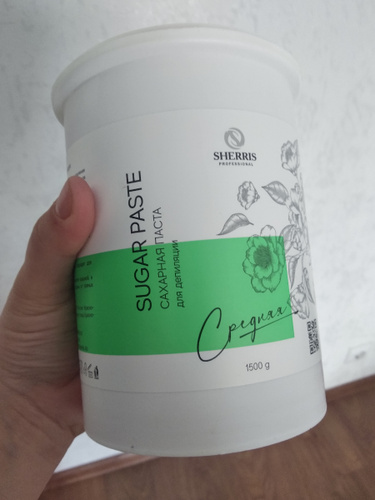 SHERRIS
PROFESSIONAL
SUGAR PASTE
САХАРНАЯ ПАСТА
для депиляции
Средняя
1500 g